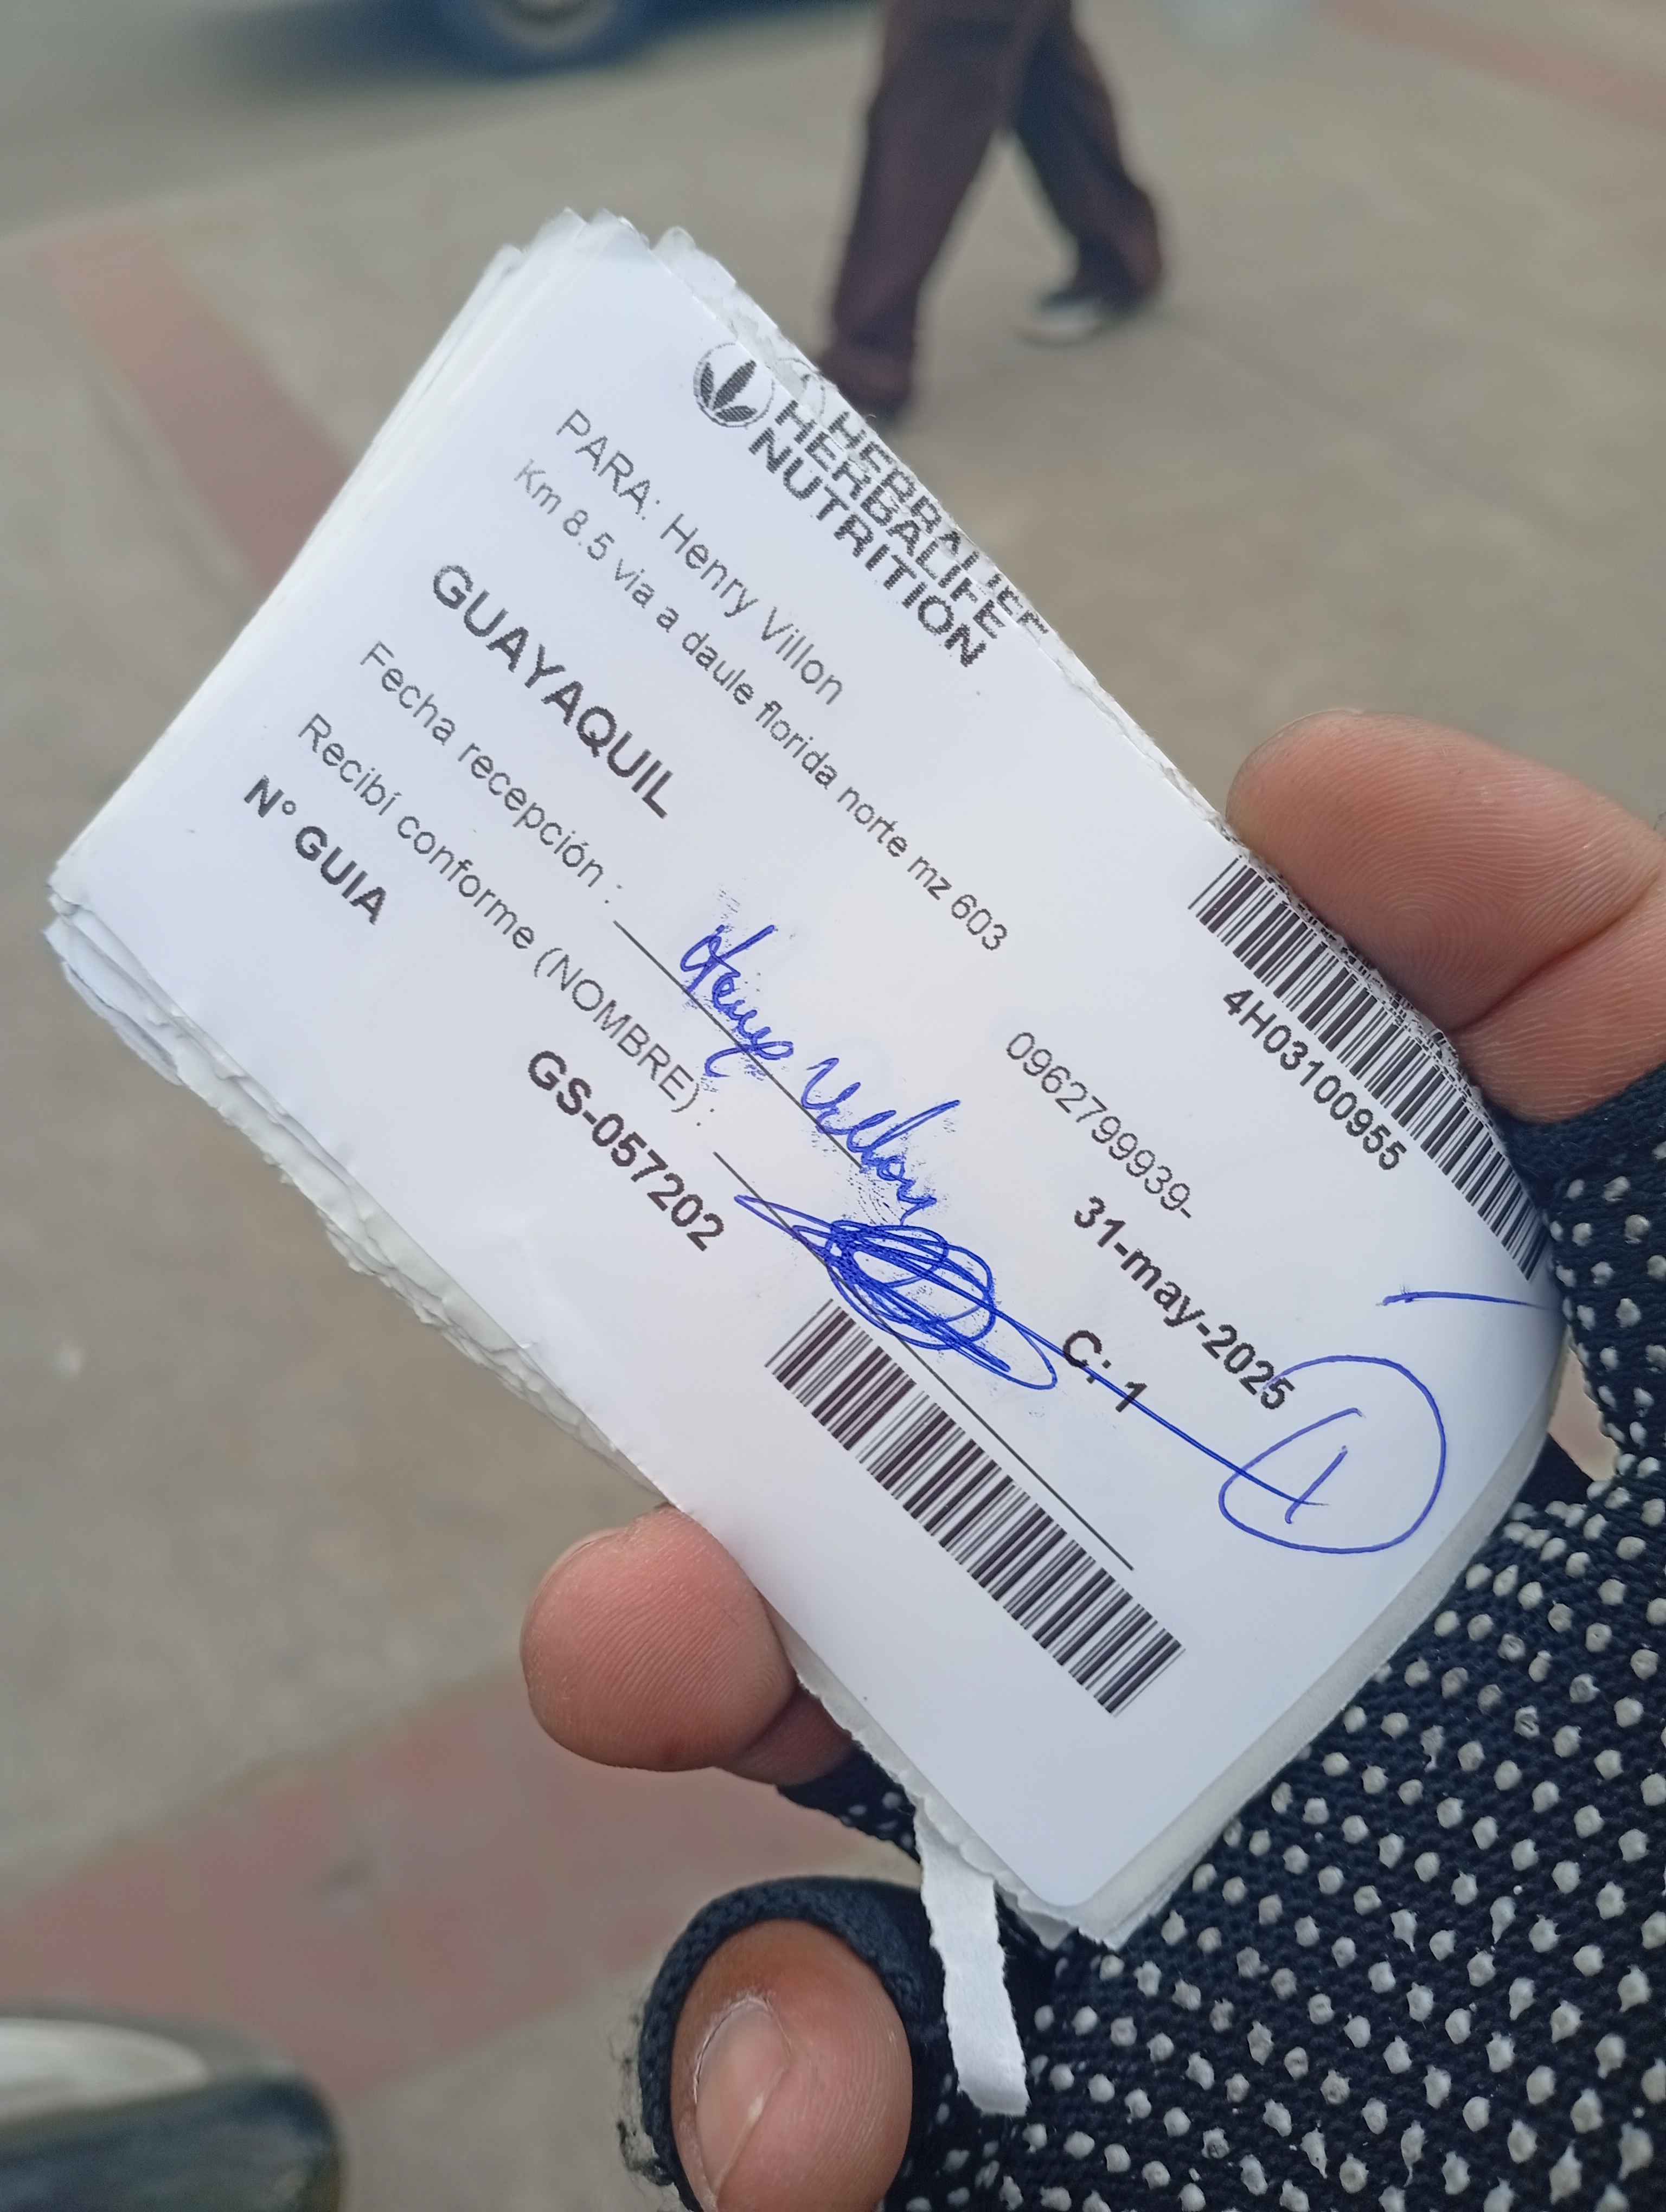 HERBALIFE
HERBALIFE
NUTRITION
4H03100955
PARA: Henry Villon
Km 8.5 via a daule florida norte mz 603
0962799939-
GUAYAQUIL
31-may-2025
Fecha recepción :
Henry Villon
C: 1
1
Recibí conforme (NOMBRE) :
N° GUIA
GS-057202